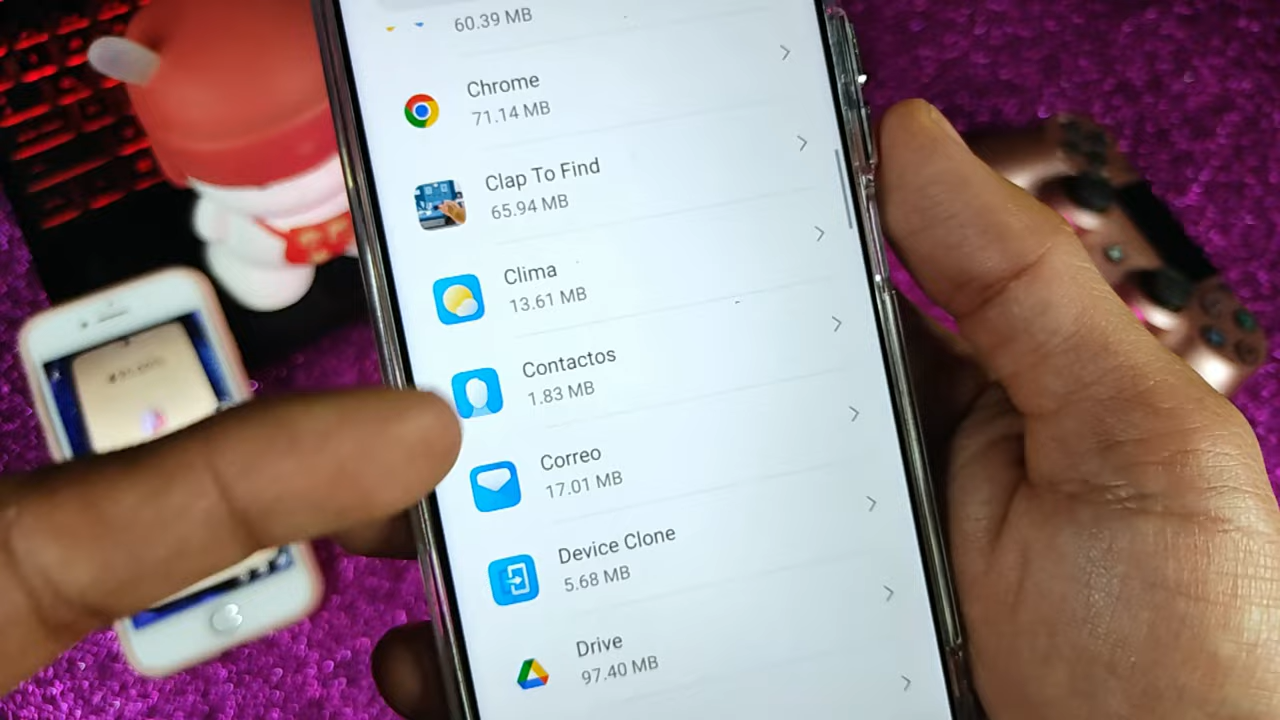 60.39 MB
Chrome
71.14 MB
Clap To Find
65.94 MB
Clima
13.61 MB
Contactos
1.83 MB
Correo
17.01 MB
Device Clone
5.68 MB
Drive
97.40 MB